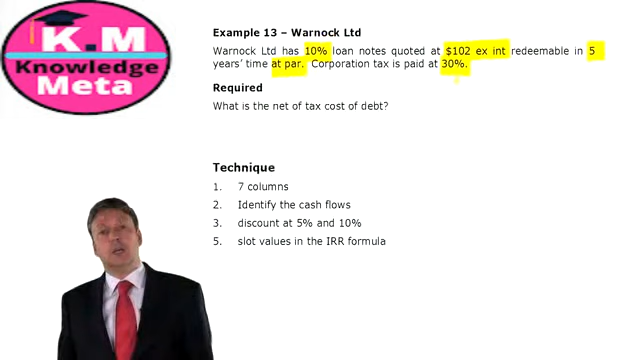 K.M
Knowledge
Meta
Example 13 – Warnock Ltd
Warnock Ltd has 10% loan notes quoted at $102 ex int redeemable in 5
years' time at par. Corporation tax is paid at 30%.
Required
What is the net of tax cost of debt?
Technique
1. 7 columns
2. Identify the cash flows
3. discount at 5% and 10%
5. slot values in the IRR formula